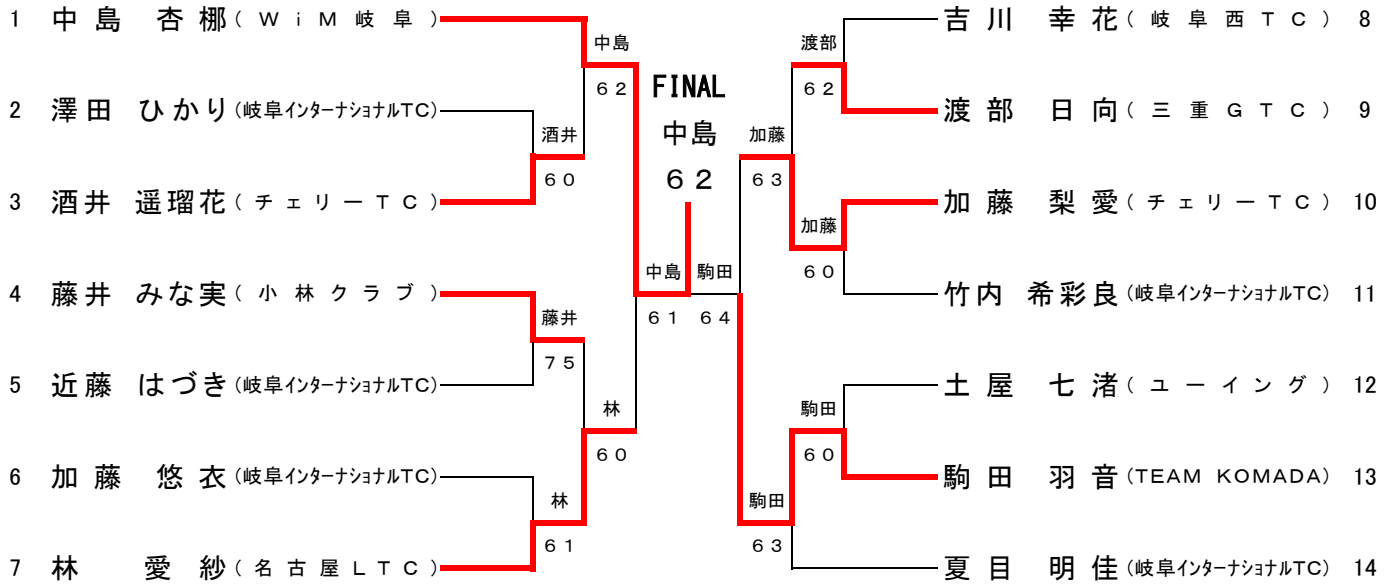 1 中島 杏梛 (WiM岐阜)
2 澤田 ひかり (岐阜インターナショナルTC)
3 酒井 遥瑠花 (チェリーTC)
4 藤井 みな実 (小林クラブ)
5 近藤 はづき (岐阜インターナショナルTC)
6 加藤 悠衣 (岐阜インターナショナルTC)
7 林 愛紗 (名古屋LTC)
酒井
60
藤井
75
林
61
中島
62
林
60
中島
61
FINAL
中島
62
駒田
64
加藤
63
駒田
63
渡部
62
加藤
60
駒田
60
吉川 幸花 (岐阜西TC) 8
渡部 日向 (三重GTC) 9
加藤 梨愛 (チェリーTC) 10
竹内 希彩良 (岐阜インターナショナルTC) 11
土屋 七渚 (ユーイング) 12
駒田 羽音 (TEAM KOMADA) 13
夏目 明佳 (岐阜インターナショナルTC) 14